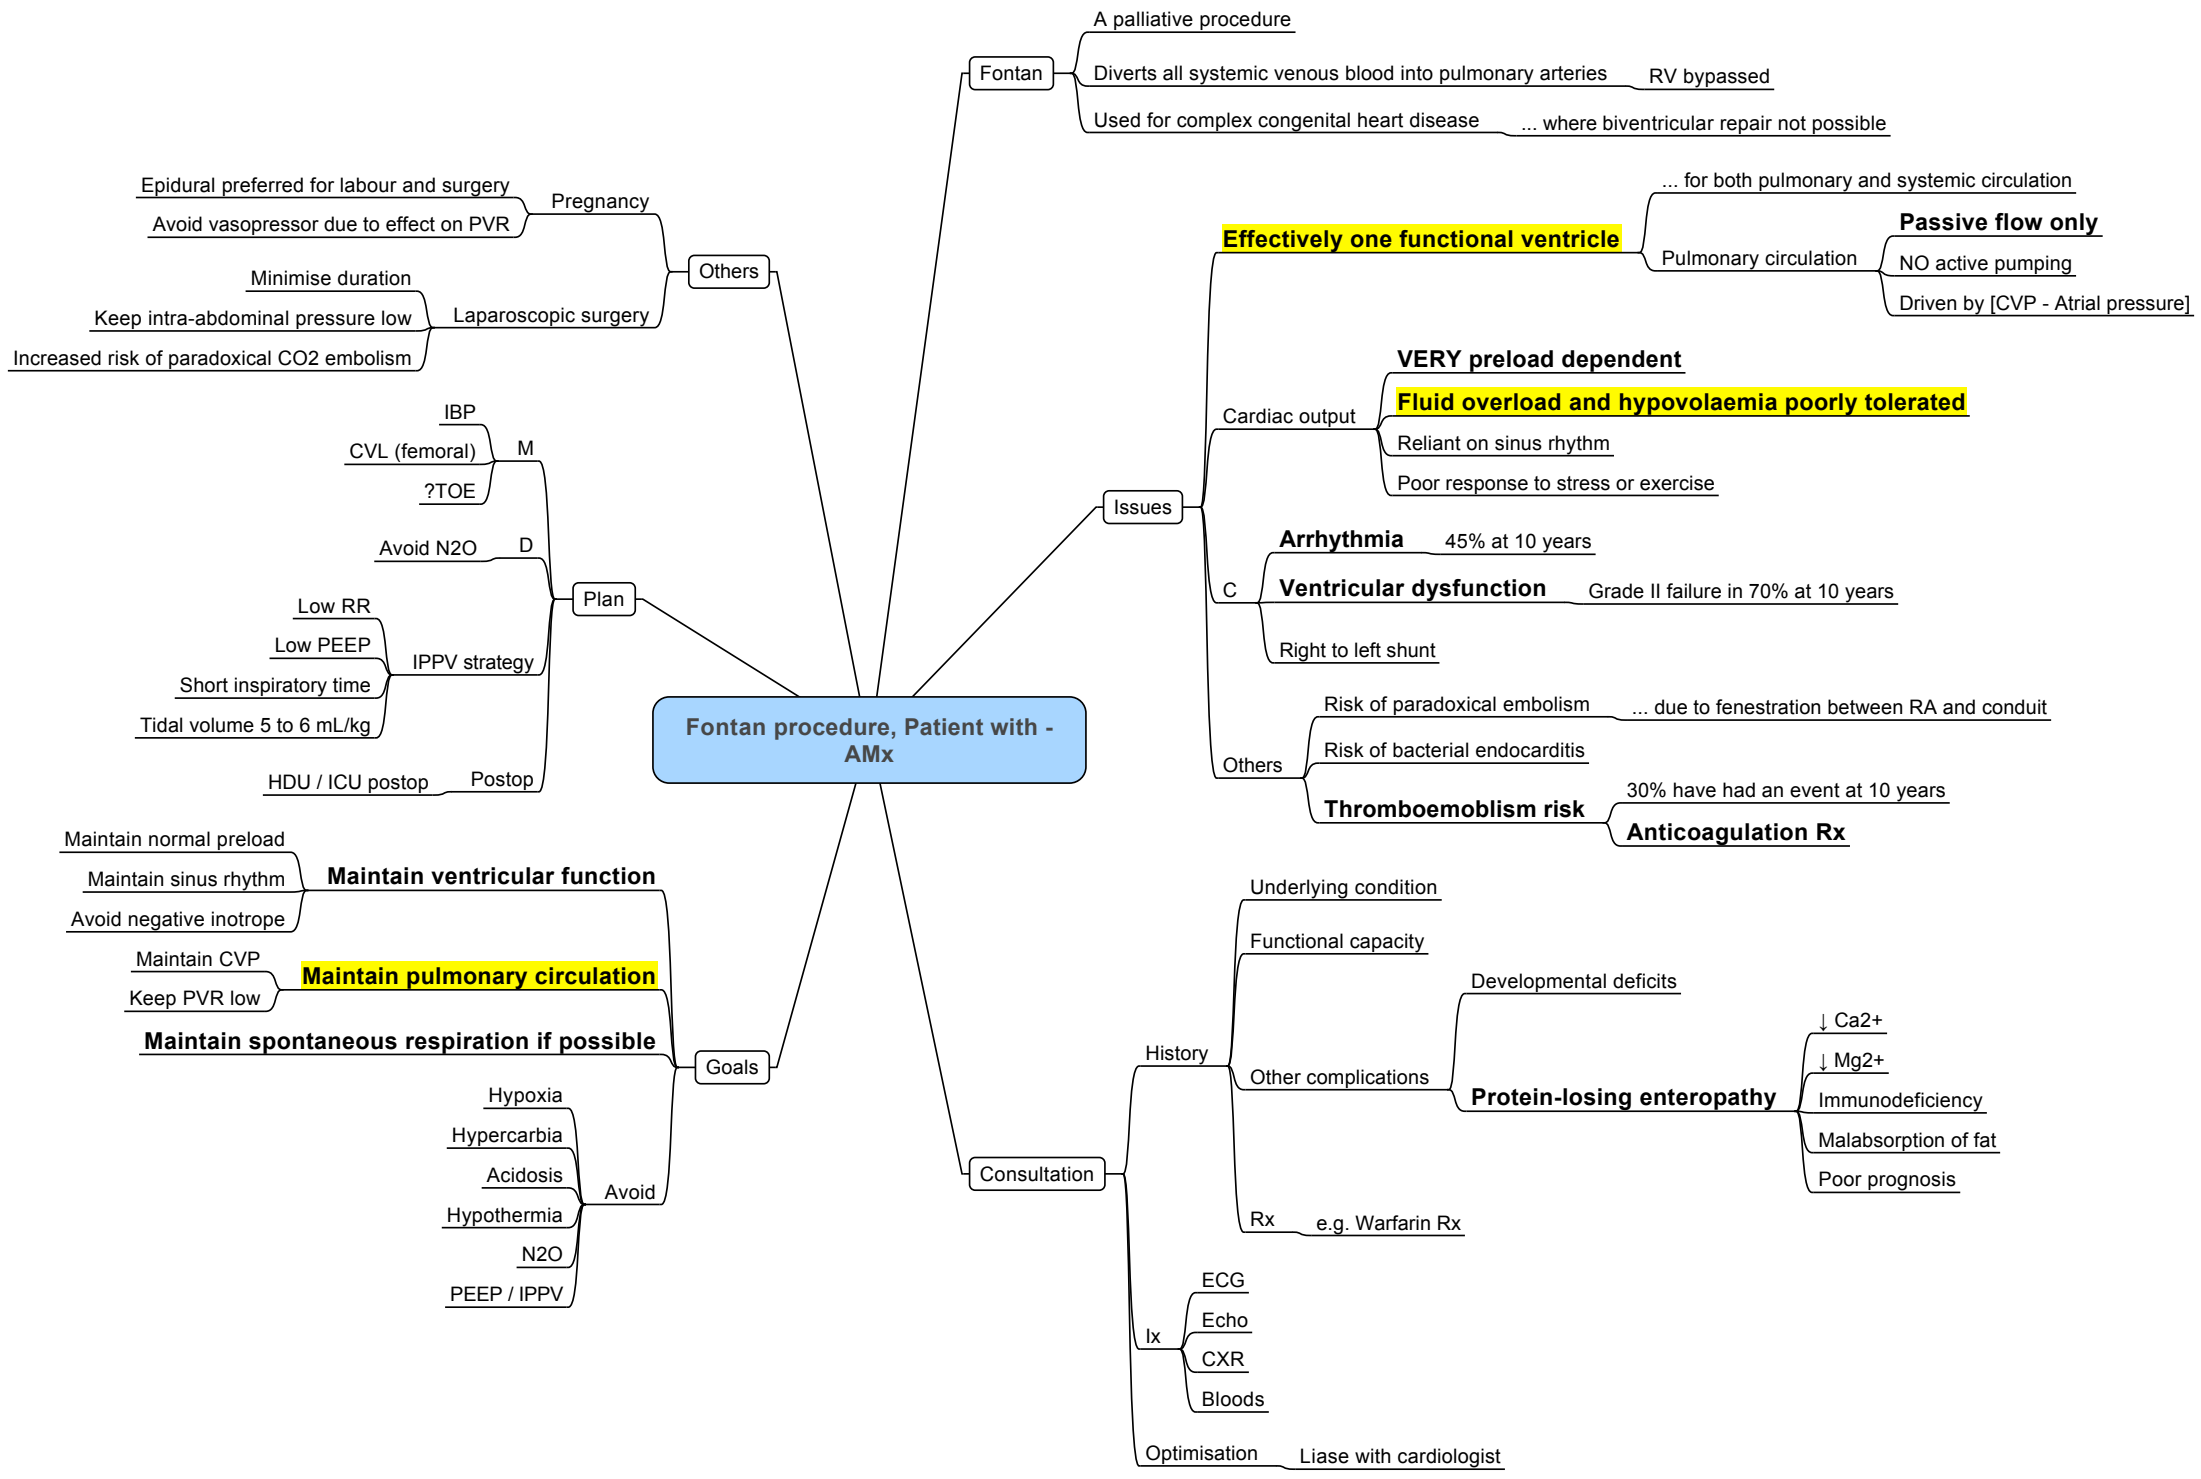 Fontan procedure, Patient with -
AMx
Fontan
A palliative procedure
Diverts all systemic venous blood into pulmonary arteries
RV bypassed
Used for complex congenital heart disease
... where biventricular repair not possible
Issues
Effectively one functional ventricle
... for both pulmonary and systemic circulation
Pulmonary circulation
Passive flow only
NO active pumping
Driven by [CVP - Atrial pressure]
Cardiac output
VERY preload dependent
Fluid overload and hypovolaemia poorly tolerated
Reliant on sinus rhythm
Poor response to stress or exercise
C
Arrhythmia
45% at 10 years
Ventricular dysfunction
Grade II failure in 70% at 10 years
Right to left shunt
Others
Risk of paradoxical embolism
... due to fenestration between RA and conduit
Risk of bacterial endocarditis
Thromboemoblism risk
30% have had an event at 10 years
Anticoagulation Rx
Consultation
History
Underlying condition
Functional capacity
Other complications
Developmental deficits
Protein-losing enteropathy
↓ Ca2+
↓ Mg2+
Immunodeficiency
Malabsorption of fat
Poor prognosis
Rx
e.g. Warfarin Rx
Ix
ECG
Echo
CXR
Bloods
Optimisation
Liase with cardiologist
Others
Pregnancy
Epidural preferred for labour and surgery
Avoid vasopressor due to effect on PVR
Laparoscopic surgery
Minimise duration
Keep intra-abdominal pressure low
Increased risk of paradoxical CO2 embolism
Plan
M
IBP
CVL (femoral)
?TOE
D
Avoid N2O
IPPV strategy
Low RR
Low PEEP
Short inspiratory time
Tidal volume 5 to 6 mL/kg
Postop
HDU / ICU postop
Goals
Maintain ventricular function
Maintain normal preload
Maintain sinus rhythm
Avoid negative inotrope
Maintain pulmonary circulation
Maintain CVP
Keep PVR low
Maintain spontaneous respiration if possible
Avoid
Hypoxia
Hypercarbia
Acidosis
Hypothermia
N2O
PEEP / IPPV